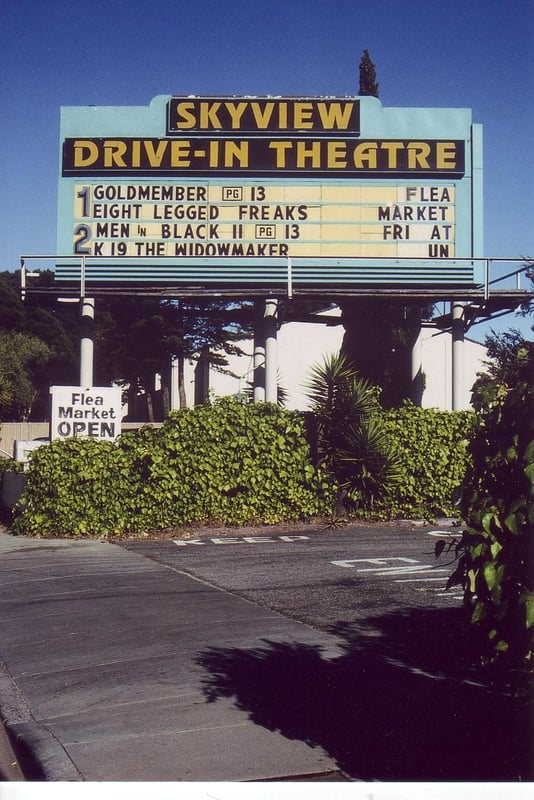 SKYVIEW
DRIVE-IN THEATRE
1 GOLDMEMBER PG 13 FLEA
EIGHT LEGGED FREAKS MARKET
2 MEN IN BLACK II PG 13 FRI AT
K 19 THE WIDOWMAKER UN
Flea
Market
OPEN
KEEP